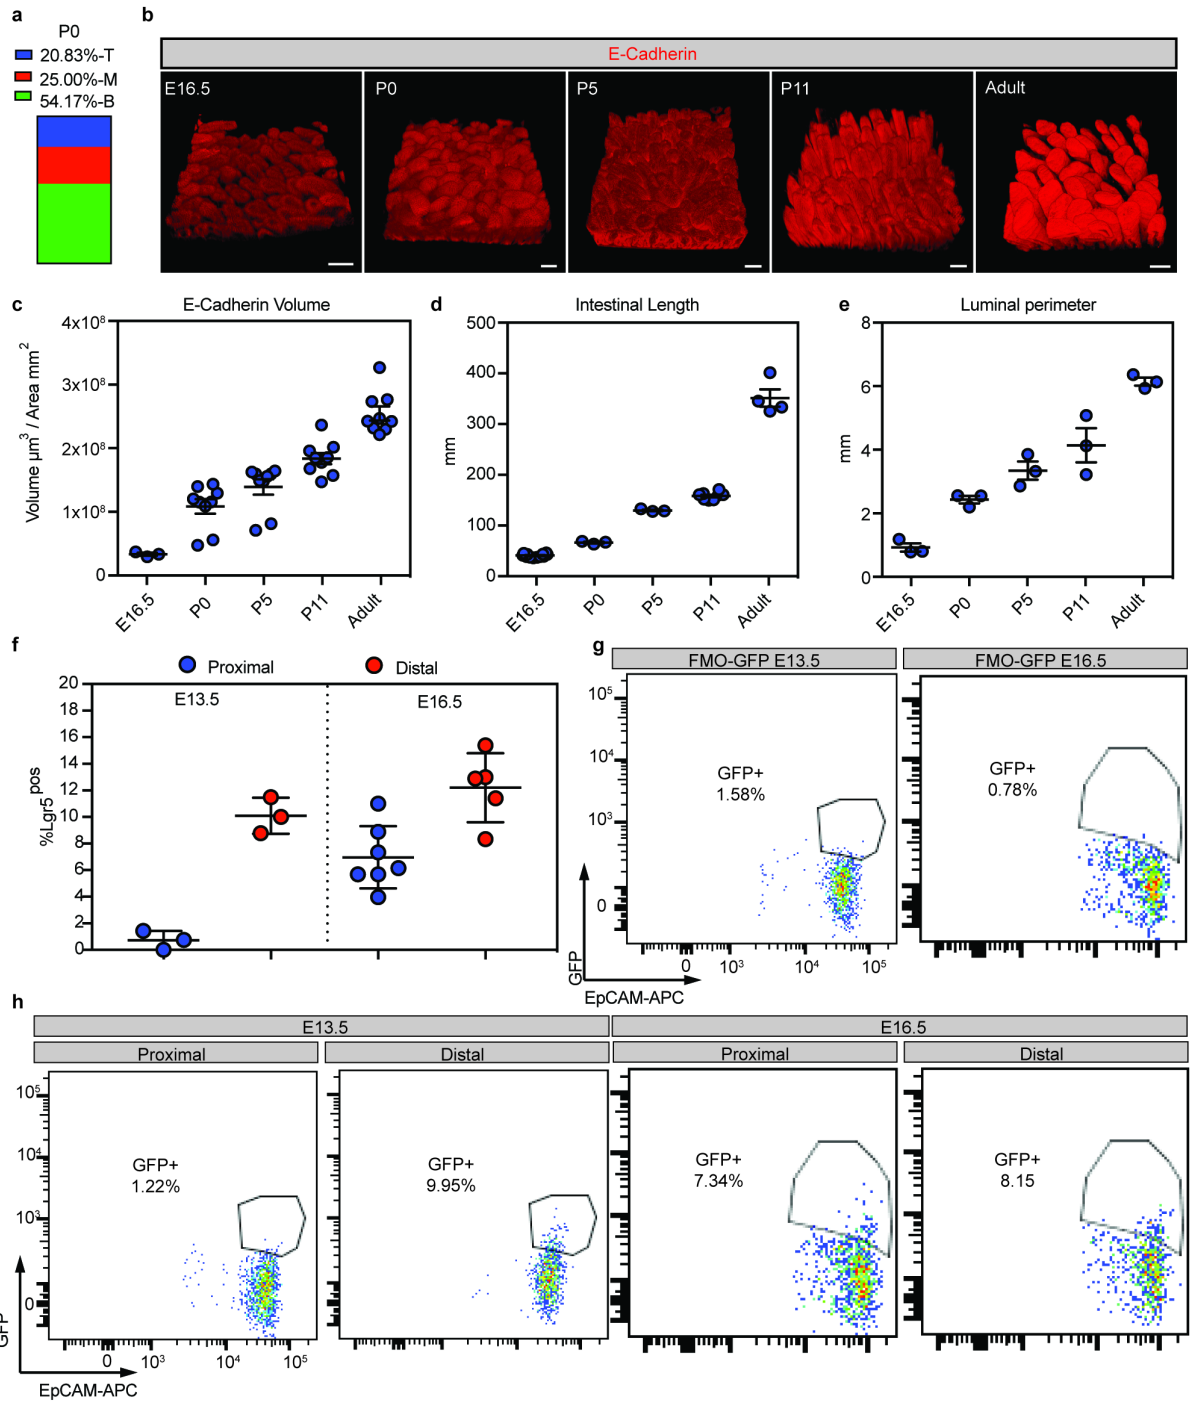 a
P0
20.83%-T
25.00%-M
54.17%-B
b
E-Cadherin
E16.5
P0
P5
P11
Adult
c
E-Cadherin Volume
Volume µm³ / Area mm²
4x10⁸
3x10⁸
2x10⁸
1x10⁸
0
E16.5
P0
P5
P11
Adult
d
Intestinal Length
mm
500
400
300
200
100
0
E16.5
P0
P5
P11
Adult
e
Luminal perimeter
mm
8
6
4
2
0
E16.5
P0
P5
P11
Adult
f
Proximal
Distal
%Lgr5pos
20
18
16
14
12
10
8
6
4
2
0
E13.5
E16.5
g
FMO-GFP E13.5
FMO-GFP E16.5
10⁵
10⁴
10³
0
GFP+
1.58%
GFP+
0.78%
0
10³
10⁴
10⁵
GFP
EpCAM-APC
h
E13.5
E16.5
Proximal
Distal
Proximal
Distal
10⁵
10⁴
10³
0
GFP+
1.22%
GFP+
9.95%
GFP+
7.34%
GFP+
8.15
0
10³
10⁴
10⁵
GFP
EpCAM-APC